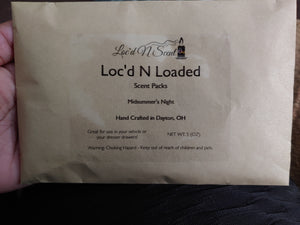 Loc'd N Scent
Loc'd N Loaded
Scent Packs
Midsummer's Night
Hand Crafted in Dayton, OH
Great for use in your vehicle or
your dresser drawers!
NET WT: 5 (OZ)
Warning: Choking Hazard - Keep out of reach of children and pets.